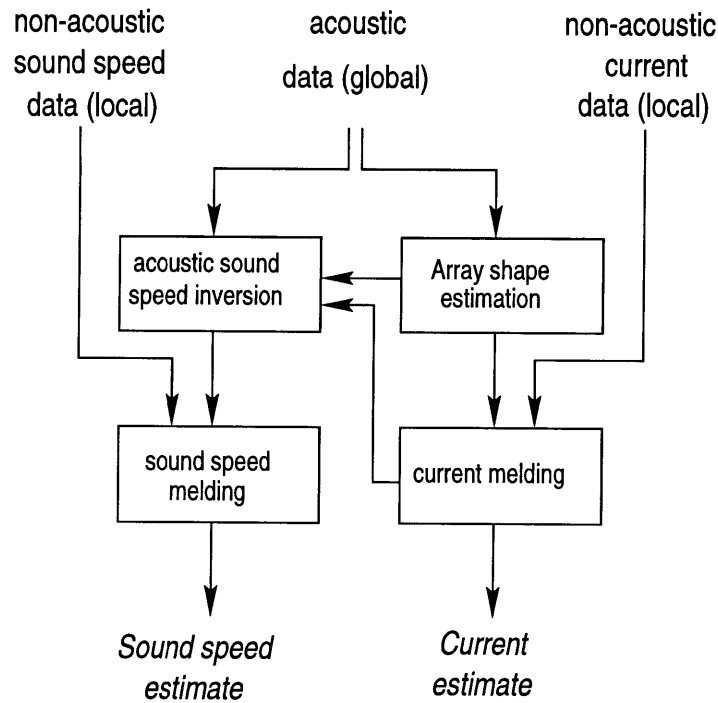 non-acoustic
sound speed
data (local)
acoustic
data (global)
non-acoustic
current
data (local)
acoustic sound
speed inversion
Array shape
estimation
sound speed
melding
current melding
Sound speed
estimate
Current
estimate